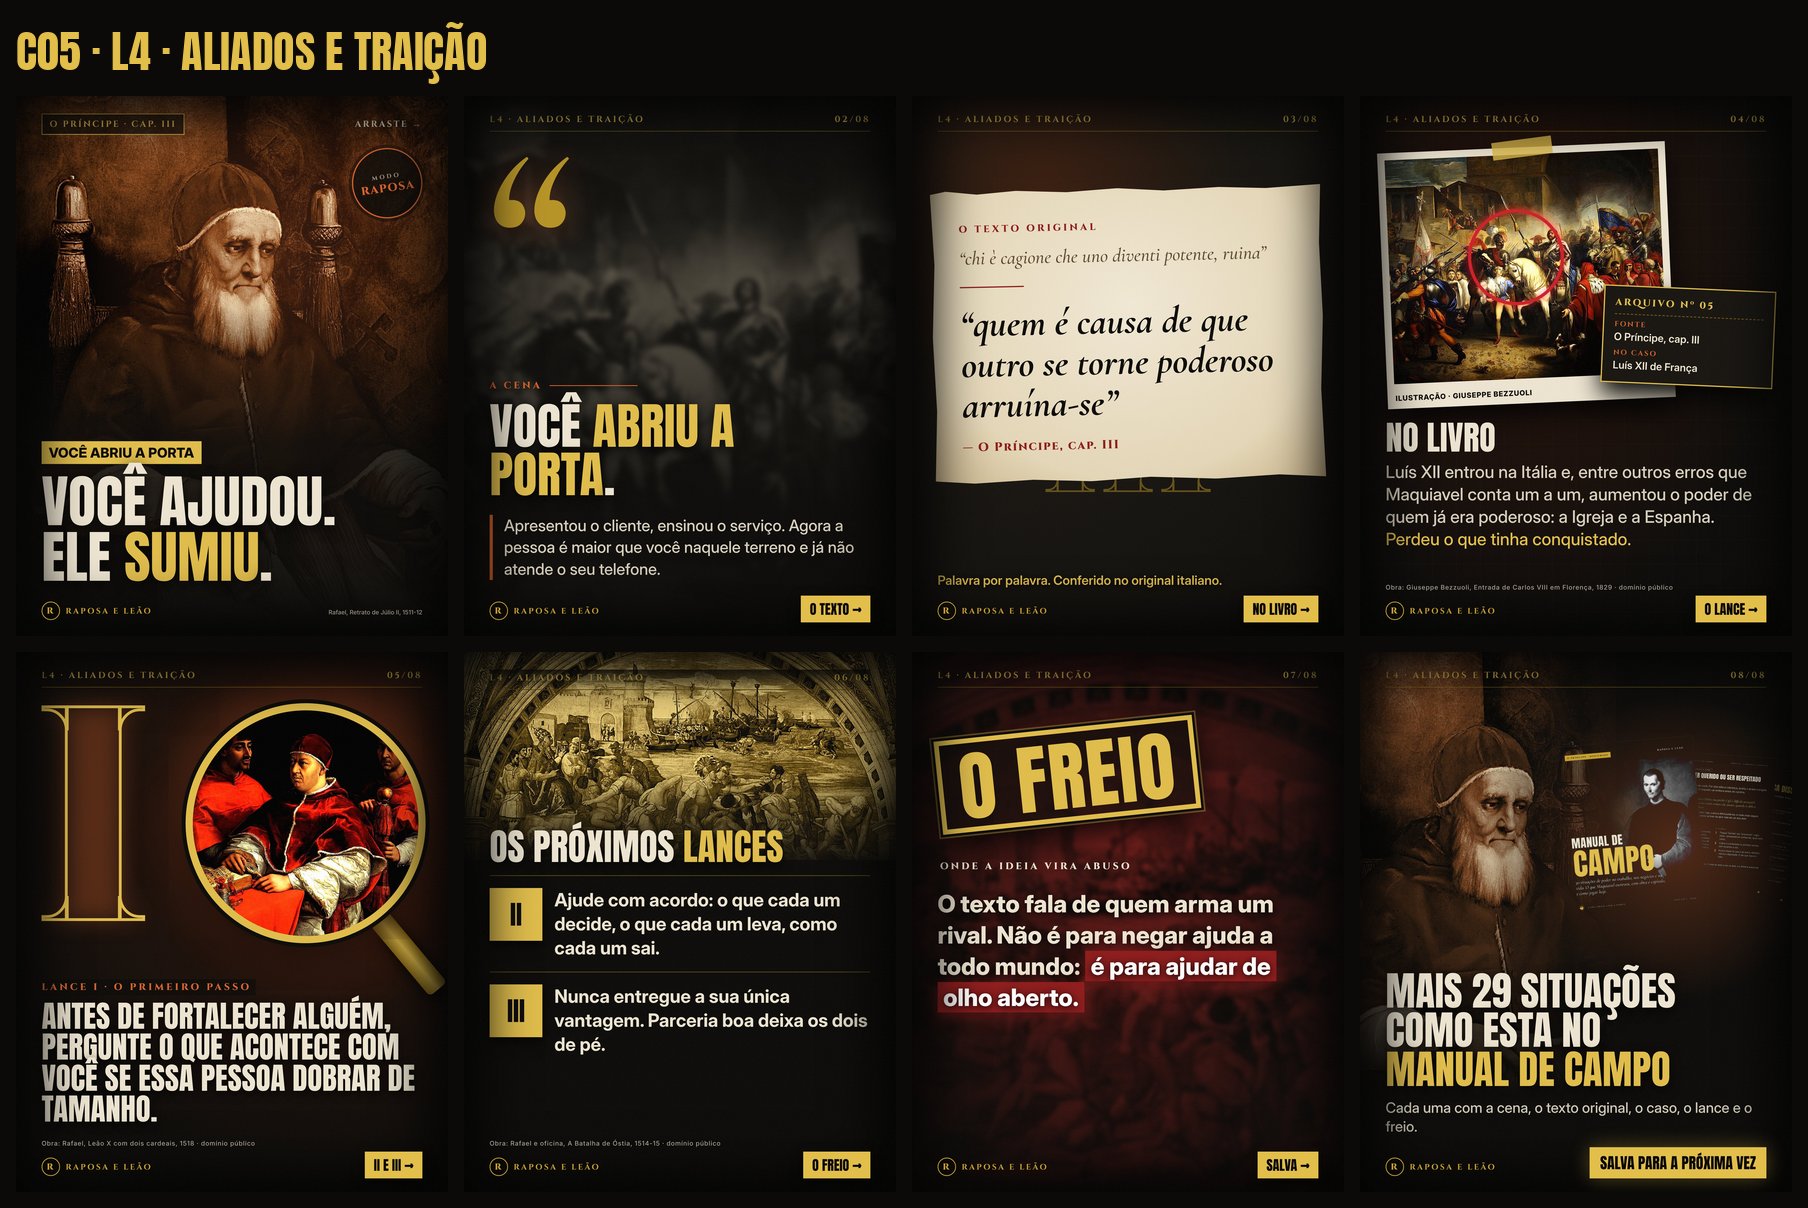 C05 · L4 · ALIADOS E TRAIÇÃO
O PRÍNCIPE · CAP. III
ARRASTE →
MODO
RAPOSA
VOCÊ ABRIU A PORTA
VOCÊ AJUDOU.
ELE SUMIU.
R RAPOSA E LEÃO
Rafael, Retrato de Júlio II, 1511-12
L4 · ALIADOS E TRAIÇÃO
02/08
“
A CENA
VOCÊ ABRIU A
PORTA.
Apresentou o cliente, ensinou o serviço. Agora a
pessoa é maior que você naquele terreno e já não
atende o seu telefone.
R RAPOSA E LEÃO
O TEXTO →
L4 · ALIADOS E TRAIÇÃO
03/08
O TEXTO ORIGINAL
“chi è cagione che uno diventi potente, ruina”
“quem é causa de que
outro se torne poderoso
arruína-se”
— O PRÍNCIPE, CAP. III
Palavra por palavra. Conferido no original italiano.
R RAPOSA E LEÃO
NO LIVRO →
L4 · ALIADOS E TRAIÇÃO
04/08
ARQUIVO Nº 05
FONTE
O Príncipe, cap. III
NO CASO
Luís XII de França
ILUSTRAÇÃO · GIUSEPPE BEZZUOLI
NO LIVRO
Luís XII entrou na Itália e, entre outros erros que
Maquiavel conta um a um, aumentou o poder de
quem já era poderoso: a Igreja e a Espanha.
Perdeu o que tinha conquistado.
Obra: Giuseppe Bezzuoli, Entrada de Carlos VIII em Florença, 1829 · domínio público
R RAPOSA E LEÃO
O LANCE →
L4 · ALIADOS E TRAIÇÃO
05/08
I
LANCE I · O PRIMEIRO PASSO
ANTES DE FORTALECER ALGUÉM,
PERGUNTE O QUE ACONTECE COM
VOCÊ SE ESSA PESSOA DOBRAR DE
TAMANHO.
Obra: Rafael, Leão X com dois cardeais, 1518 · domínio público
R RAPOSA E LEÃO
II E III →
L4 · ALIADOS E TRAIÇÃO
06/08
OS PRÓXIMOS LANCES
II
Ajude com acordo: o que cada um
decide, o que cada um leva, como
cada um sai.
III
Nunca entregue a sua única
vantagem. Parceria boa deixa os dois
de pé.
Obra: Rafael e oficina, A Batalha de Óstia, 1514-15 · domínio público
R RAPOSA E LEÃO
O FREIO →
L4 · ALIADOS E TRAIÇÃO
07/08
O FREIO
ONDE A IDEIA VIRA ABUSO
O texto fala de quem arma um
rival. Não é para negar ajuda a
todo mundo: é para ajudar de
olho aberto.
R RAPOSA E LEÃO
SALVA →
L4 · ALIADOS E TRAIÇÃO
08/08
QUERIDO OU SER RESPEITADO
MANUAL DE
CAMPO
MAIS 29 SITUAÇÕES
COMO ESTA NO
MANUAL DE CAMPO
Cada uma com a cena, o texto original, o caso, o lance e o
freio.
R RAPOSA E LEÃO
SALVA PARA A PRÓXIMA VEZ